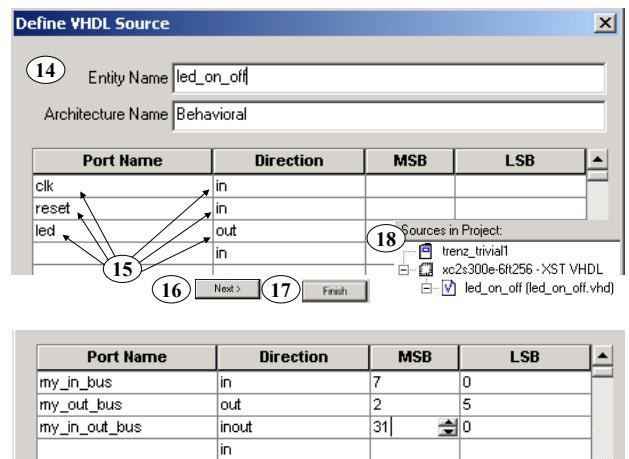 Define VHDL Source
14
Entity Name led_on_off
Architecture Name Behavioral
Port Name Direction MSB LSB
clk in
reset in
led out
in
15
16 Next > 17 Finish
18 Sources in Project:
trenz_trivial1
xc2s300e-6ft256 - XST VHDL
led_on_off (led_on_off.vhd)
Port Name Direction MSB LSB
my_in_bus in 7 0
my_out_bus out 2 5
my_in_out_bus inout 31 0
in